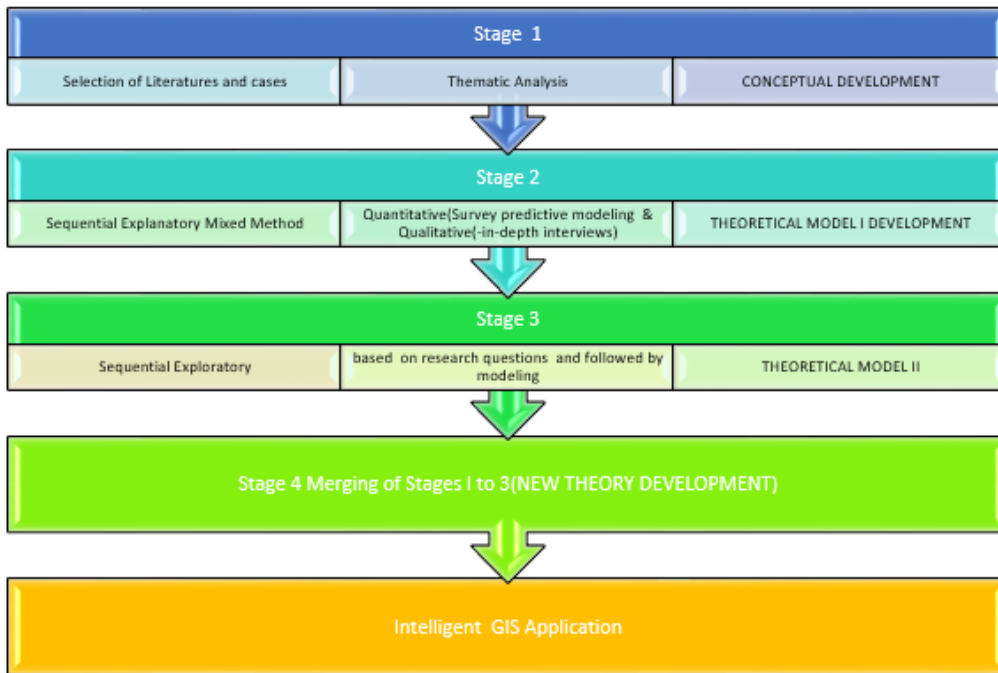 Stage 1
Selection of Literatures and cases
Thematic Analysis
CONCEPTUAL DEVELOPMENT
Stage 2
Sequential Explanatory Mixed Method
Quantitative(Survey predictive modeling &
Qualitative(-in-depth interviews)
THEORETICAL MODEL I DEVELOPMENT
Stage 3
Sequential Exploratory
based on research questions and followed by
modeling
THEORETICAL MODEL II
Stage 4 Merging of Stages I to 3(NEW THEORY DEVELOPMENT)
Intelligent GIS Application